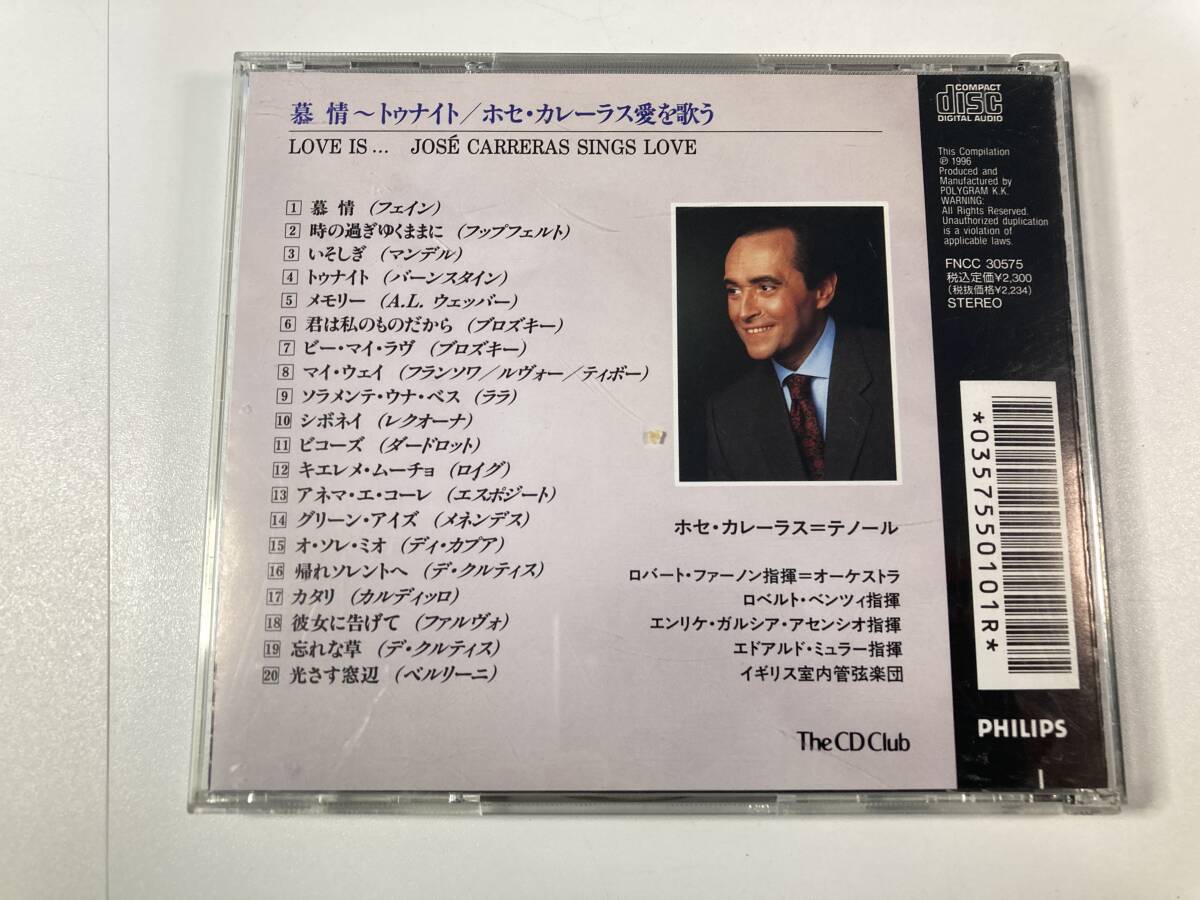 慕 情～トゥナイト／ホセ・カレーラス愛を歌う
LOVE IS... JOSÉ CARRERAS SINGS LOVE
1 慕 情 (フェイン)
2 時の過ぎゆくままに (フップフェルト)
3 いそしぎ (マンデル)
4 トゥナイト (バーンスタイン)
5 メモリー (A.L. ウェッバー)
6 君は私のものだから (ブロズキー)
7 ビー・マイ・ラヴ (ブロズキー)
8 マイ・ウェイ (フランソワ／ルヴォー／ティボー)
9 ソラメンテ・ウナ・ベス (ララ)
10 シボネイ (レクオーナ)
11 ビコーズ (ダードロット)
12 キエレメ・ムーチョ (ロイグ)
13 アネマ・エ・コーレ (エスポジート)
14 グリーン・アイズ (メネンデス)
15 オ・ソレ・ミオ (ディ・カプア)
16 帰れソレントへ (デ・クルティス)
17 カタリ (カルディッロ)
18 彼女に告げて (ファルヴォ)
19 忘れな草 (デ・クルティス)
20 光さす窓辺 (ベルリーニ)
ホセ・カレーラス＝テノール
ロバート・ファーノン指揮＝オーケストラ
ロベルト・ベンツィ指揮
エンリケ・ガルシア・アセンシオ指揮
エドアルド・ミュラー指揮
イギリス室内管弦楽団
The CD Club
COMPACT
disc
DIGITAL AUDIO
This Compilation
℗ 1996
Produced and
Manufactured by
POLYGRAM K.K.
WARNING:
All Rights Reserved.
Unauthorized duplication
is a violation of
applicable laws.
FNCC 30575
税込定価¥2,300
(税抜価格¥2,234)
STEREO
*0357550101R*
PHILIPS